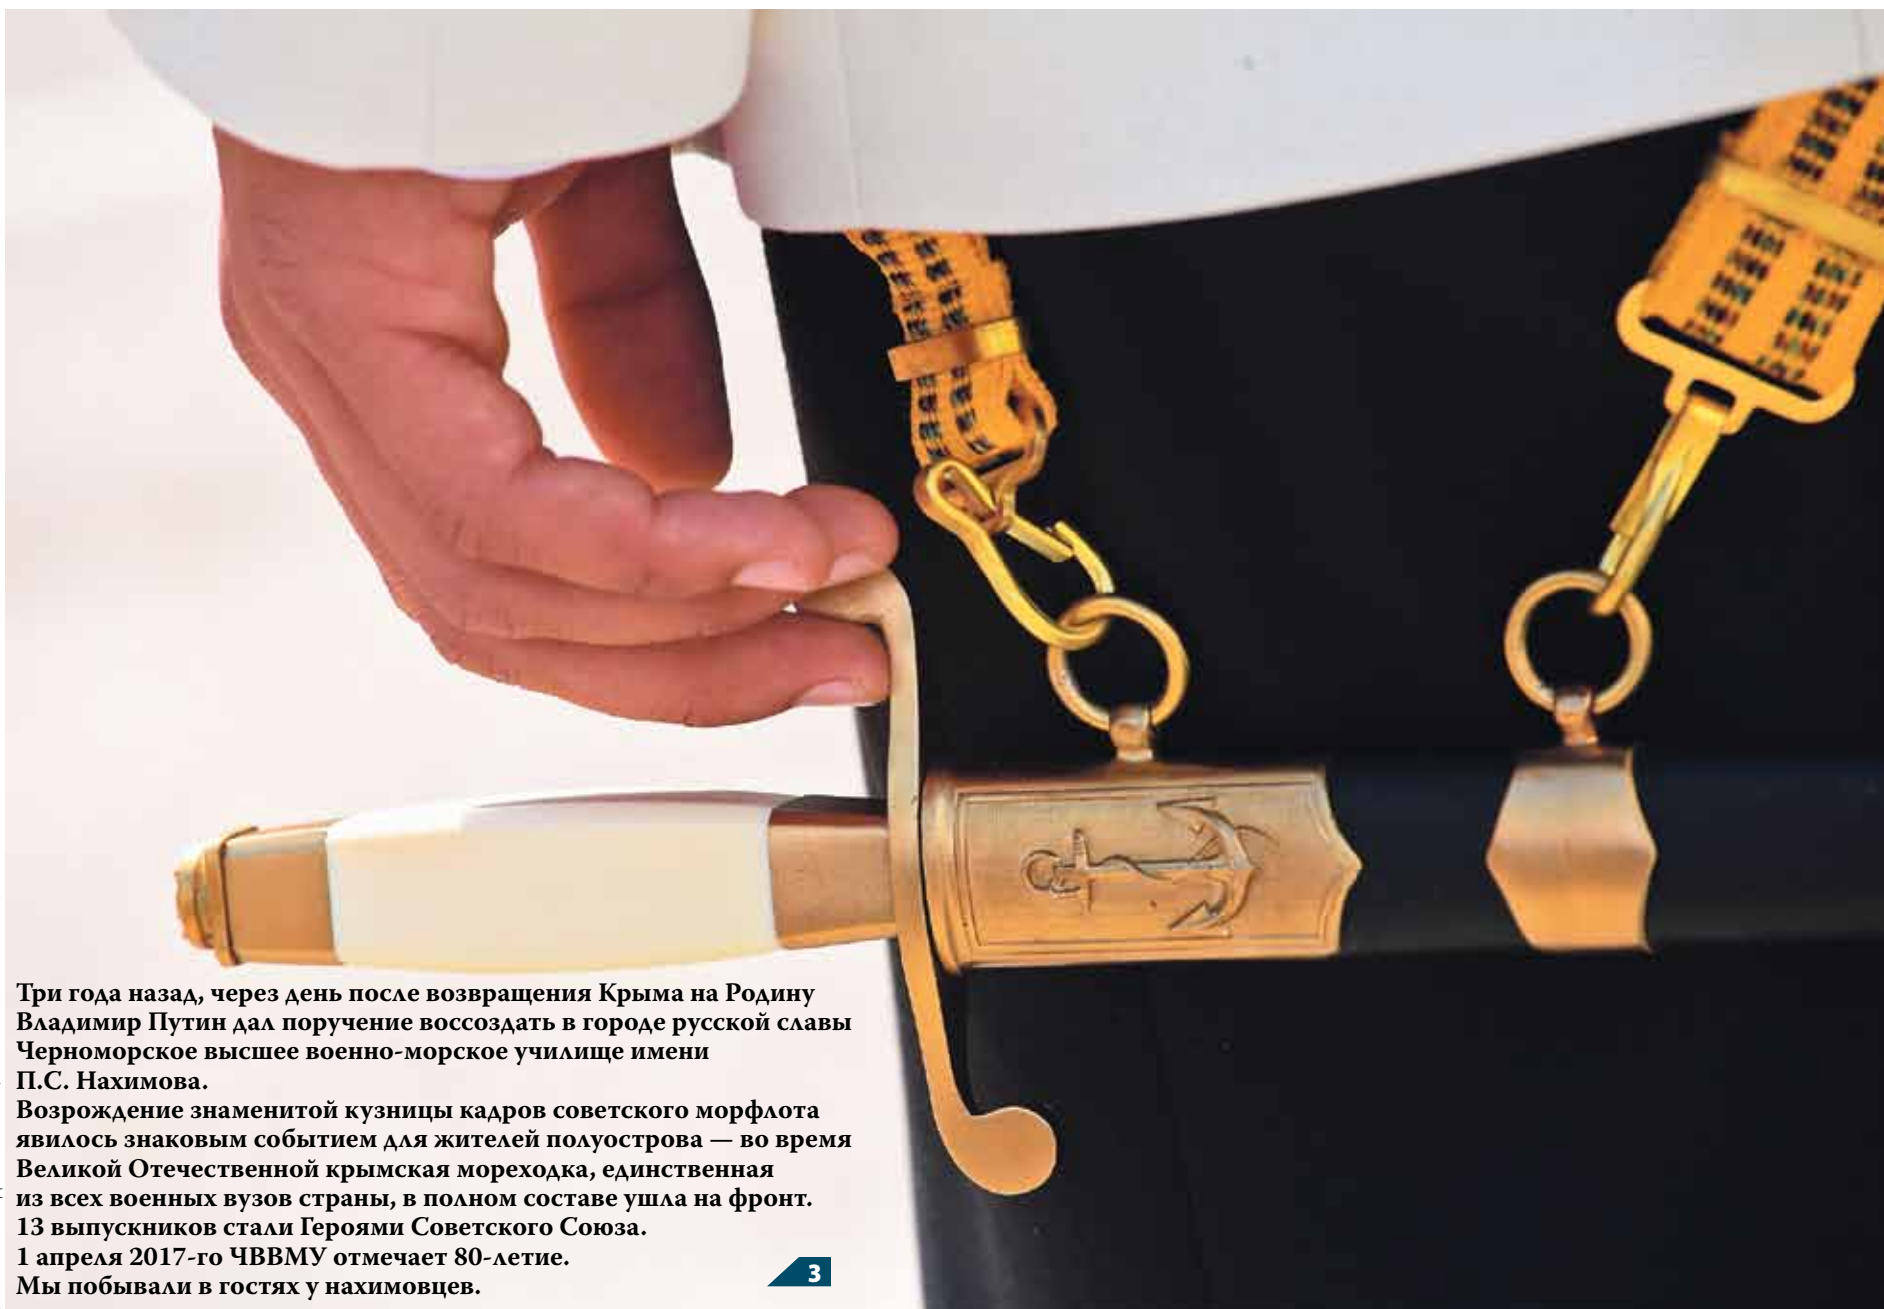 Три года назад, через день после возвращения Крыма на Родину
Владимир Путин дал поручение воссоздать в городе русской славы
Черноморское высшее военно-морское училище имени
П.С. Нахимова.
Возрождение знаменитой кузницы кадров советского морфлота
явилось знаковым событием для жителей полуострова — во время
Великой Отечественной крымская мореходка, единственная
из всех военных вузов страны, в полном составе ушла на фронт.
13 выпускников стали Героями Советского Союза.
1 апреля 2017-го ЧВВМУ отмечает 80-летие.
Мы побывали в гостях у нахимовцев.
3